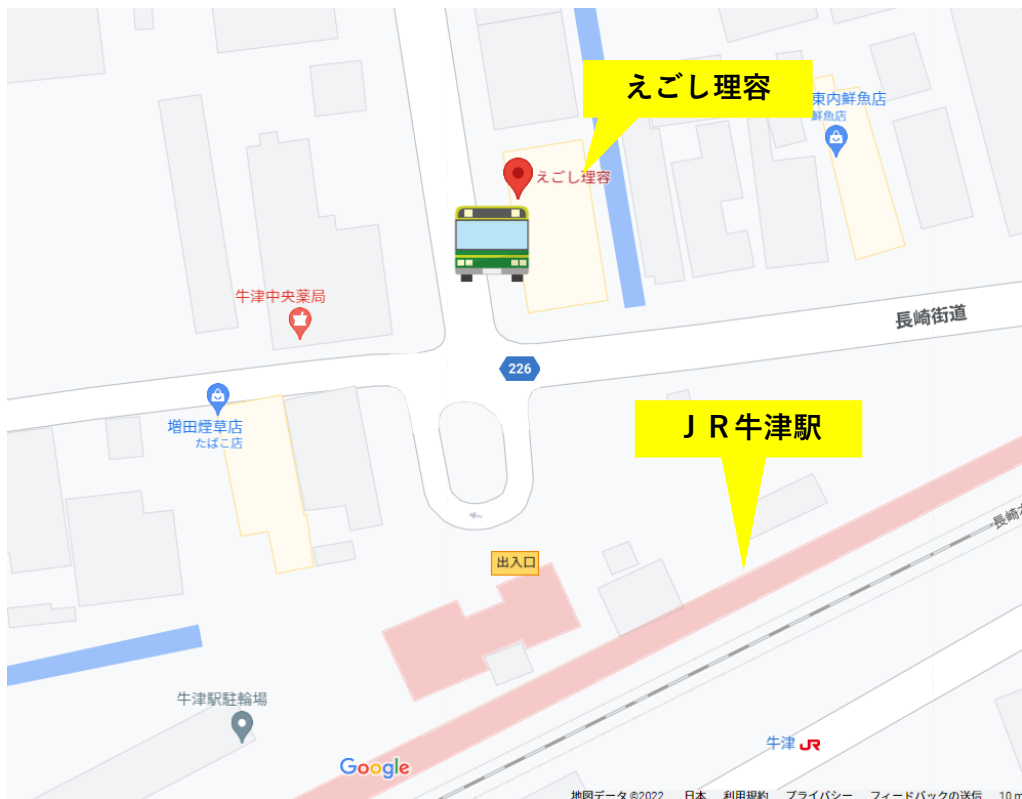 えごし理容
東内鮮魚店
鮮魚店
えごし理容
牛津中央薬局
長崎街道
226
増田煙草店
たばこ店
ＪＲ牛津駅
長崎本
出入口
牛津駅駐輪場
牛津 JR
Google
地図データ ©2022 日本 利用規約 プライバシー フィードバックの送信 10 m